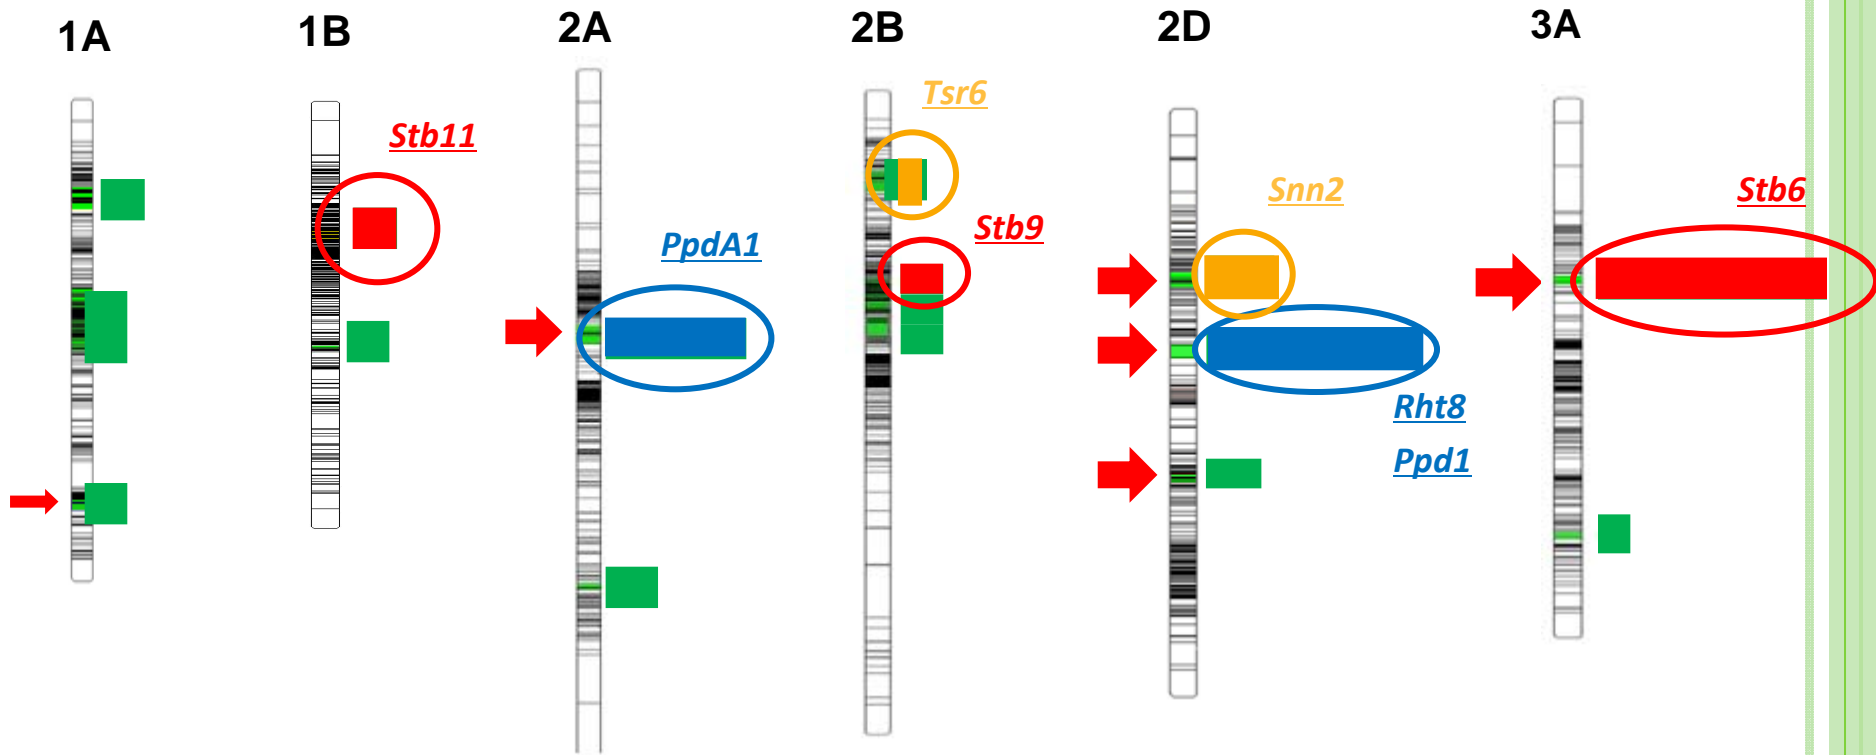 1A
1B
2A
2B
2D
3A
Tsr6
Stb11
Snn2
Stb6
Stb9
PpdA1
Rht8
Ppd1